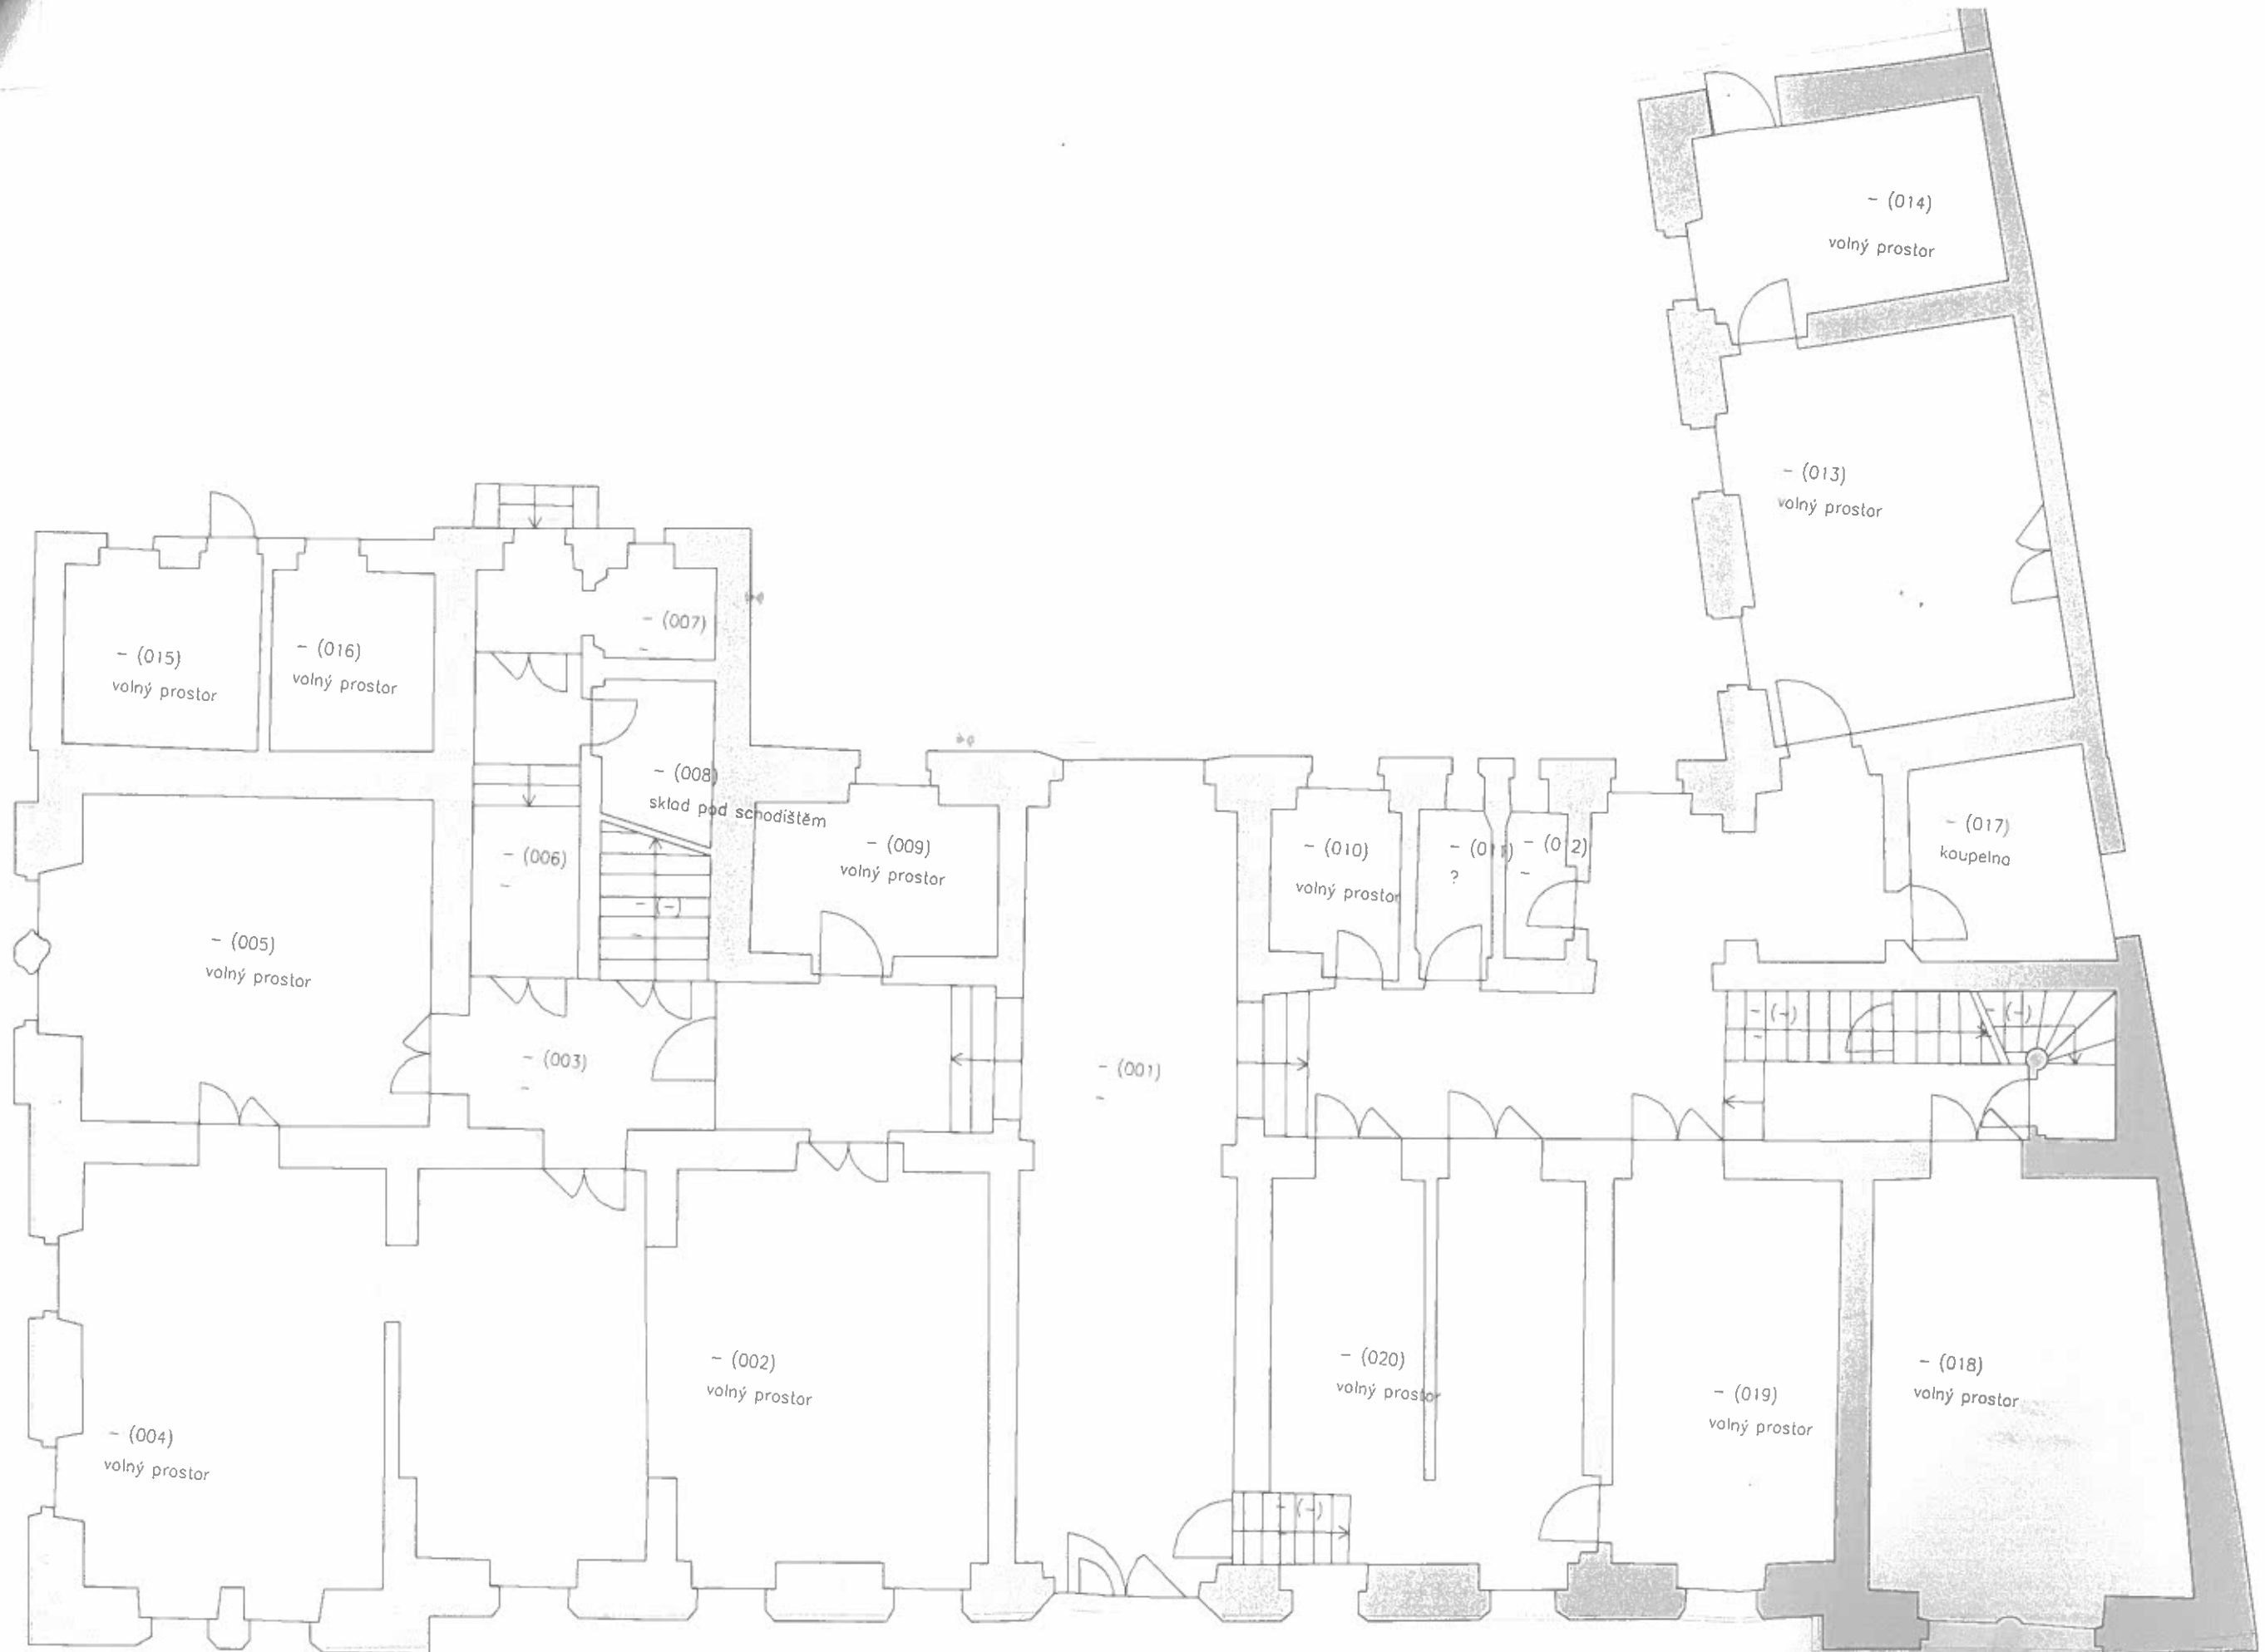 - (014)
volný prostor
- (013)
volný prostor
- (007)
-
- (015)
volný prostor
- (016)
volný prostor
- (008)
sklad pod schodištěm
- (009)
volný prostor
- (006)
-
- (010)
volný prostor
- (011)
?
- (012)
-
- (017)
koupelna
- (-)
-
- (005)
volný prostor
- (003)
-
- (001)
-
- (-)
-
- (-)
- (002)
volný prostor
- (004)
volný prostor
- (020)
volný prostor
- (019)
volný prostor
- (018)
volný prostor
- (-)